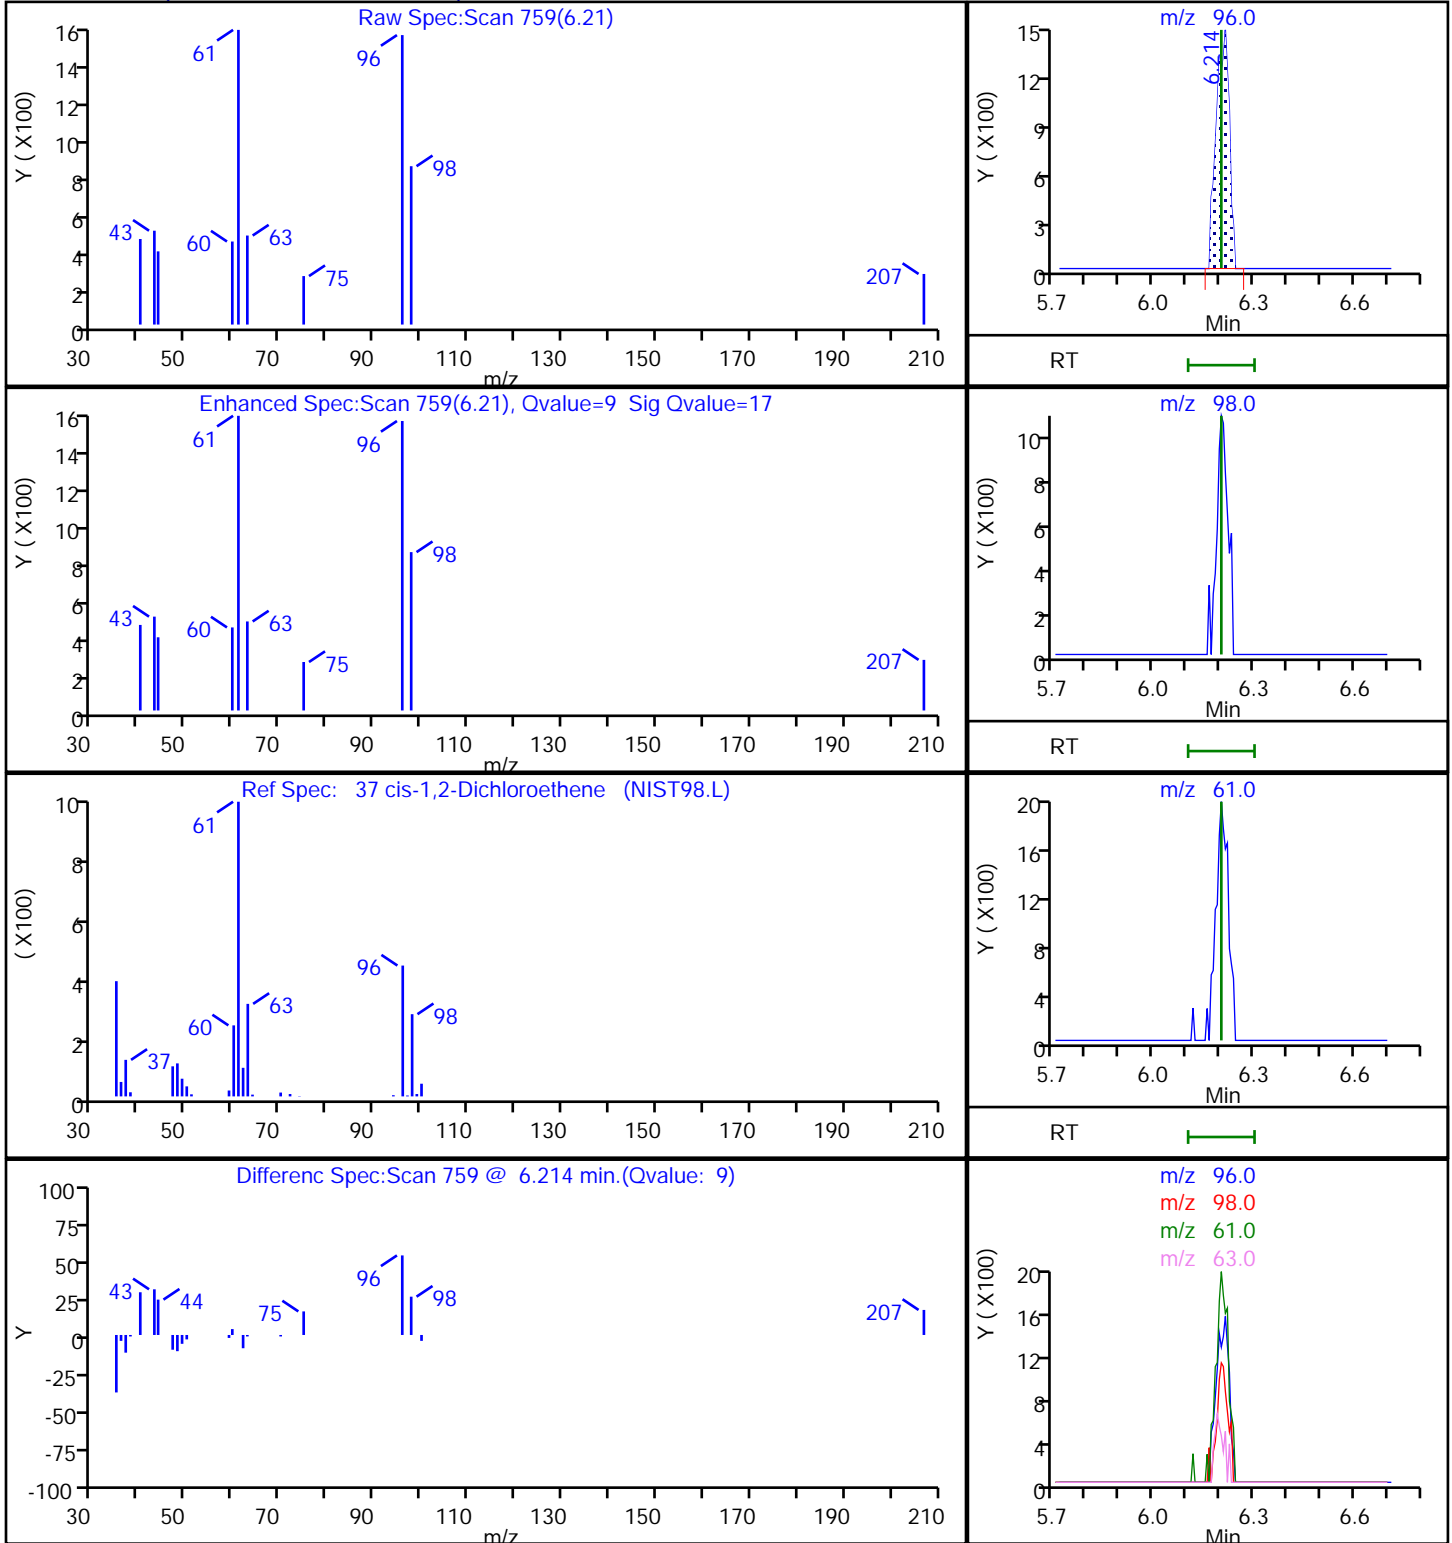 Raw Spec:Scan 759(6.21)
Y ( X100)
16
14
12
10
8
6
4
2
0
61
96
98
43
60
63
75
207
30 50 70 90 110 130 150 170 190 210
m/z
m/z 96.0
Y ( X100)
15
12
9
6
3
0
6.214
5.7 6.0 6.3 6.6
Min
RT
Enhanced Spec:Scan 759(6.21), Qvalue=9 Sig Qvalue=17
Y ( X100)
16
14
12
10
8
6
4
2
0
61
96
98
43
60
63
75
207
30 50 70 90 110 130 150 170 190 210
m/z
m/z 98.0
Y ( X100)
10
8
6
4
2
0
5.7 6.0 6.3 6.6
Min
RT
Ref Spec: 37 cis-1,2-Dichloroethene (NIST98.L)
( X100)
10
8
6
4
2
0
61
96
63
98
60
37
30 50 70 90 110 130 150 170 190 210
m/z 61.0
Y ( X100)
20
16
12
8
4
0
5.7 6.0 6.3 6.6
Min
RT
Differenc Spec:Scan 759 @ 6.214 min.(Qvalue: 9)
Y
100
75
50
25
0
-25
-50
-75
-100
43
44
75
96
98
207
30 50 70 90 110 130 150 170 190 210
m/z
m/z 96.0
m/z 98.0
m/z 61.0
m/z 63.0
Y ( X100)
20
16
12
8
4
0
5.7 6.0 6.3 6.6
Min